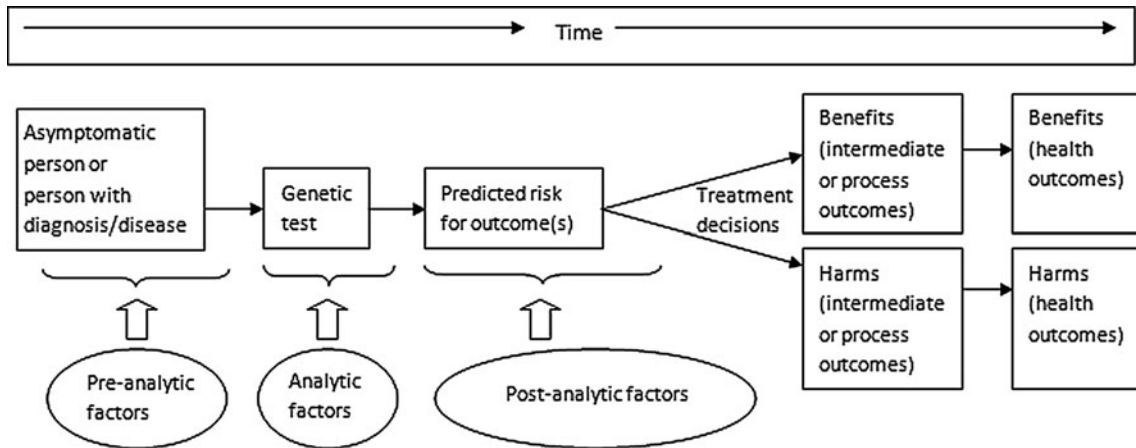 Time
Asymptomatic
person or
person with
diagnosis/disease
Genetic
test
Predicted risk
for outcome(s)
Treatment
decisions
Benefits
(intermediate
or process
outcomes)
Benefits
(health
outcomes)
Harms
(intermediate
or process
outcomes)
Harms
(health
outcomes)
Pre-analytic
factors
Analytic
factors
Post-analytic factors